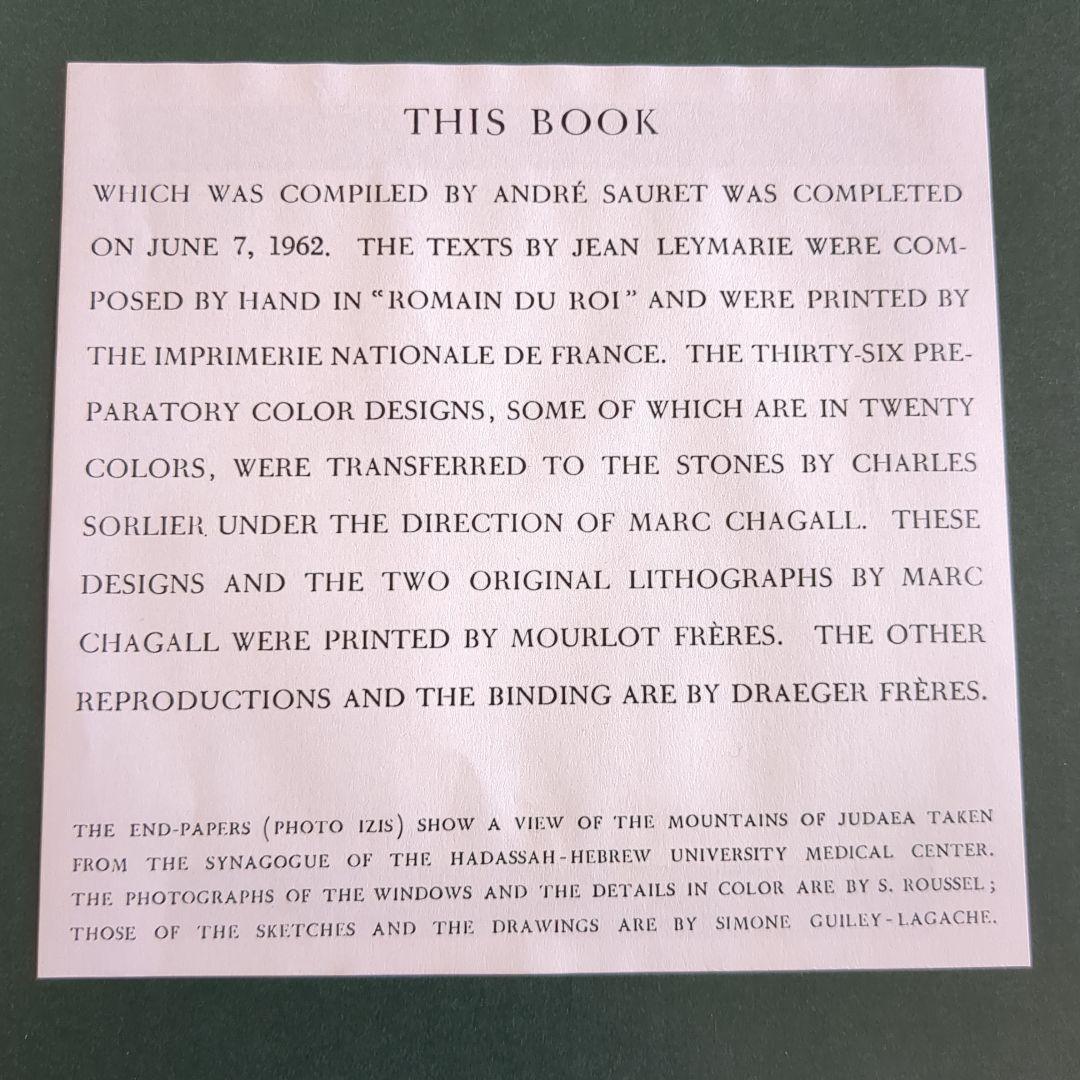 THIS BOOK
WHICH WAS COMPILED BY ANDRÉ SAURET WAS COMPLETED
ON JUNE 7, 1962. THE TEXTS BY JEAN LEYMARIE WERE COM-
POSED BY HAND IN “ROMAIN DU ROI” AND WERE PRINTED BY
THE IMPRIMERIE NATIONALE DE FRANCE. THE THIRTY-SIX PRE-
PARATORY COLOR DESIGNS, SOME OF WHICH ARE IN TWENTY
COLORS, WERE TRANSFERRED TO THE STONES BY CHARLES
SORLIER UNDER THE DIRECTION OF MARC CHAGALL. THESE
DESIGNS AND THE TWO ORIGINAL LITHOGRAPHS BY MARC
CHAGALL WERE PRINTED BY MOURLOT FRÈRES. THE OTHER
REPRODUCTIONS AND THE BINDING ARE BY DRAEGER FRÈRES.
THE END-PAPERS (PHOTO IZIS) SHOW A VIEW OF THE MOUNTAINS OF JUDAEA TAKEN
FROM THE SYNAGOGUE OF THE HADASSAH-HEBREW UNIVERSITY MEDICAL CENTER.
THE PHOTOGRAPHS OF THE WINDOWS AND THE DETAILS IN COLOR ARE BY S. ROUSSEL;
THOSE OF THE SKETCHES AND THE DRAWINGS ARE BY SIMONE GUILEY-LAGACHE.